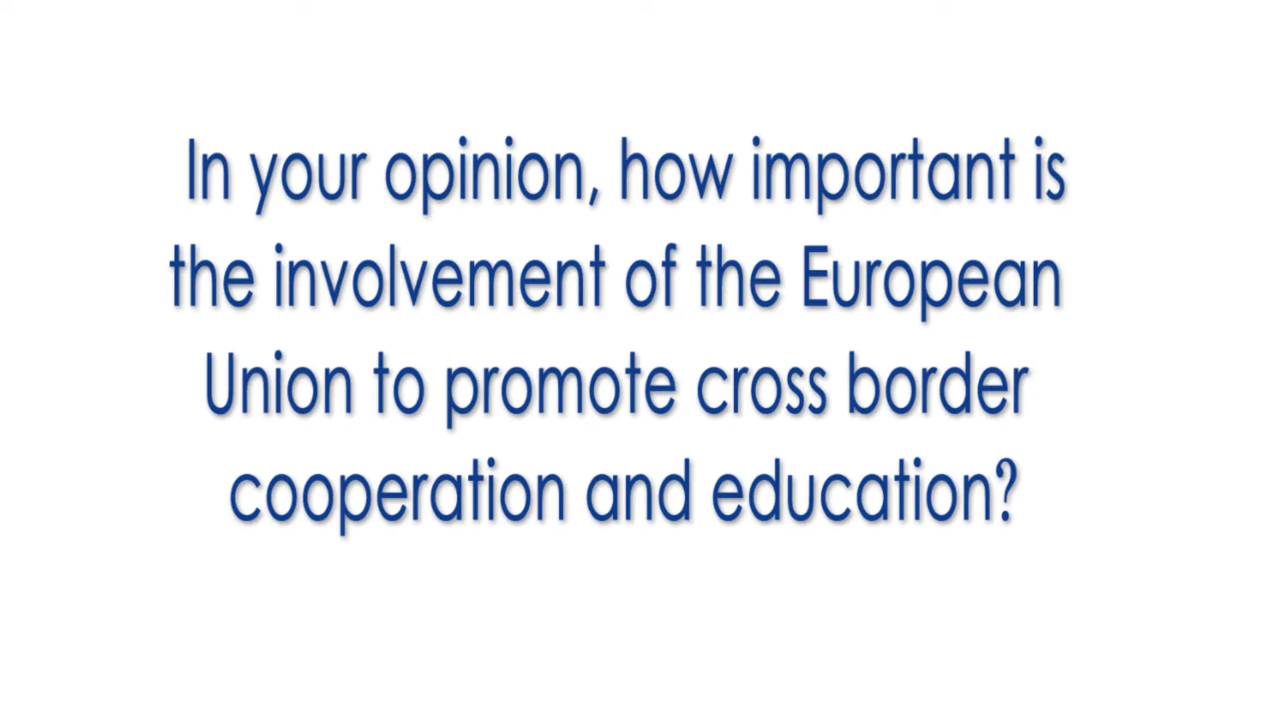 In your opinion, how important is
the involvement of the European
Union to promote cross border
cooperation and education?